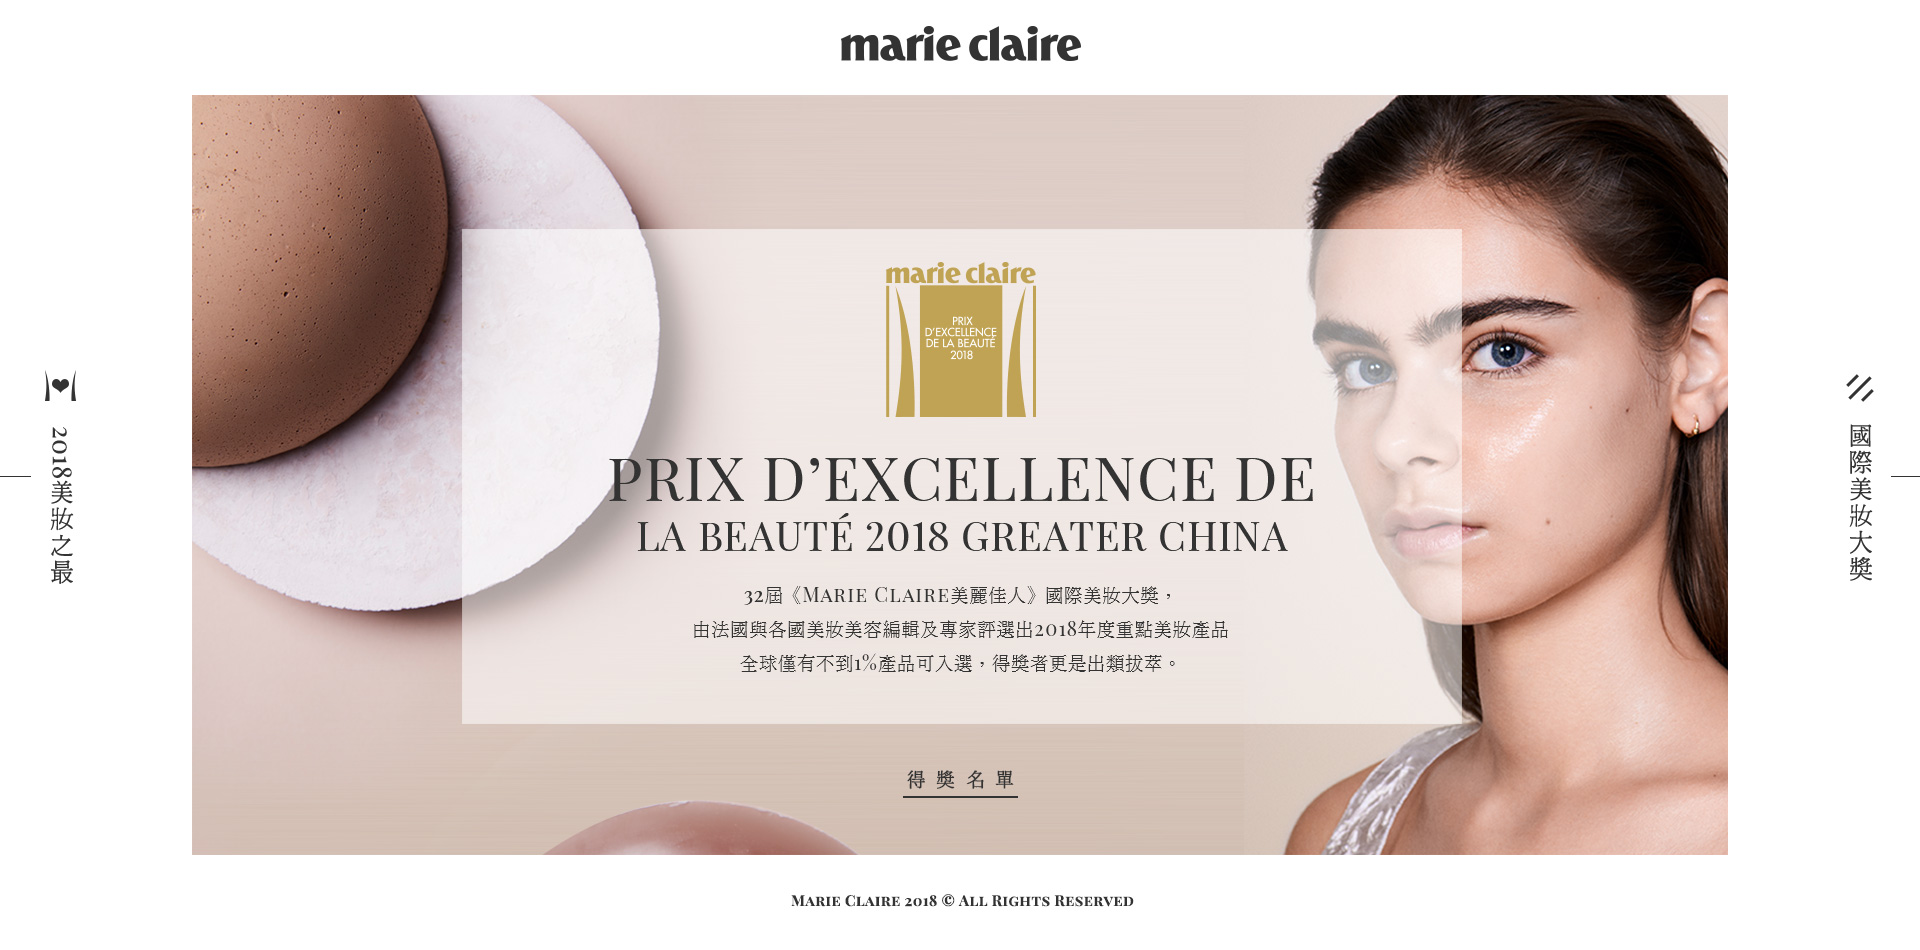 marie claire
marie claire
PRIX
D'EXCELLENCE
DE LA BEAUTÉ
2018
PRIX D’EXCELLENCE DE
LA BEAUTÉ 2018 GREATER CHINA
32屆《Marie Claire美麗佳人》國際美妝大獎，
由法國與各國美妝美容編輯及專家評選出2018年度重點美妝產品
全球僅有不到1%產品可入選，得獎者更是出類拔萃。
得獎名單
2018美妝之最
國際美妝大獎
Marie Claire 2018 © All Rights Reserved